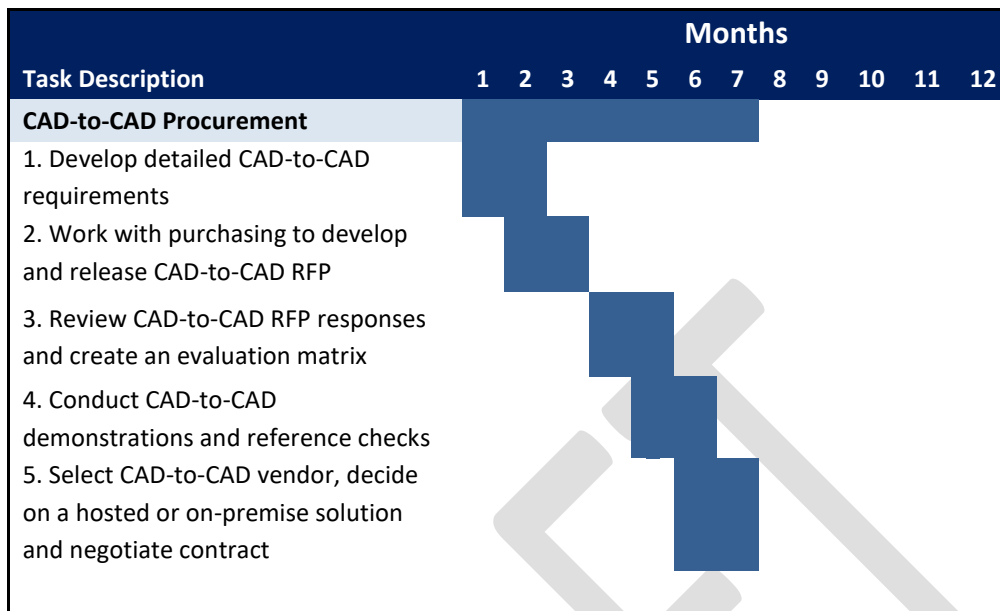 Months
Task Description 1 2 3 4 5 6 7 8 9 10 11 12
CAD-to-CAD Procurement
1. Develop detailed CAD-to-CAD
requirements
2. Work with purchasing to develop
and release CAD-to-CAD RFP
3. Review CAD-to-CAD RFP responses
and create an evaluation matrix
4. Conduct CAD-to-CAD
demonstrations and reference checks
5. Select CAD-to-CAD vendor, decide
on a hosted or on-premise solution
and negotiate contract